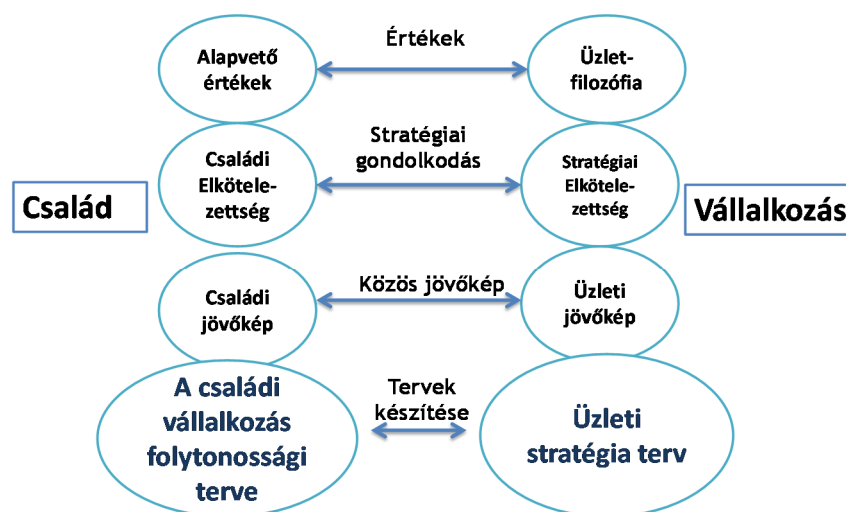 Alapvető
értékek
Értékek
Üzlet-
filozófia
Családi
Elkötele-
zettség
Stratégiai
gondolkodás
Stratégiai
Elkötele-
zettség
Család
Vállalkozás
Családi
jövőkép
Közös jövőkép
Üzleti
jövőkép
A családi
vállalkozás
folytonossági
terve
Tervek
készítése
Üzleti
stratégia terv